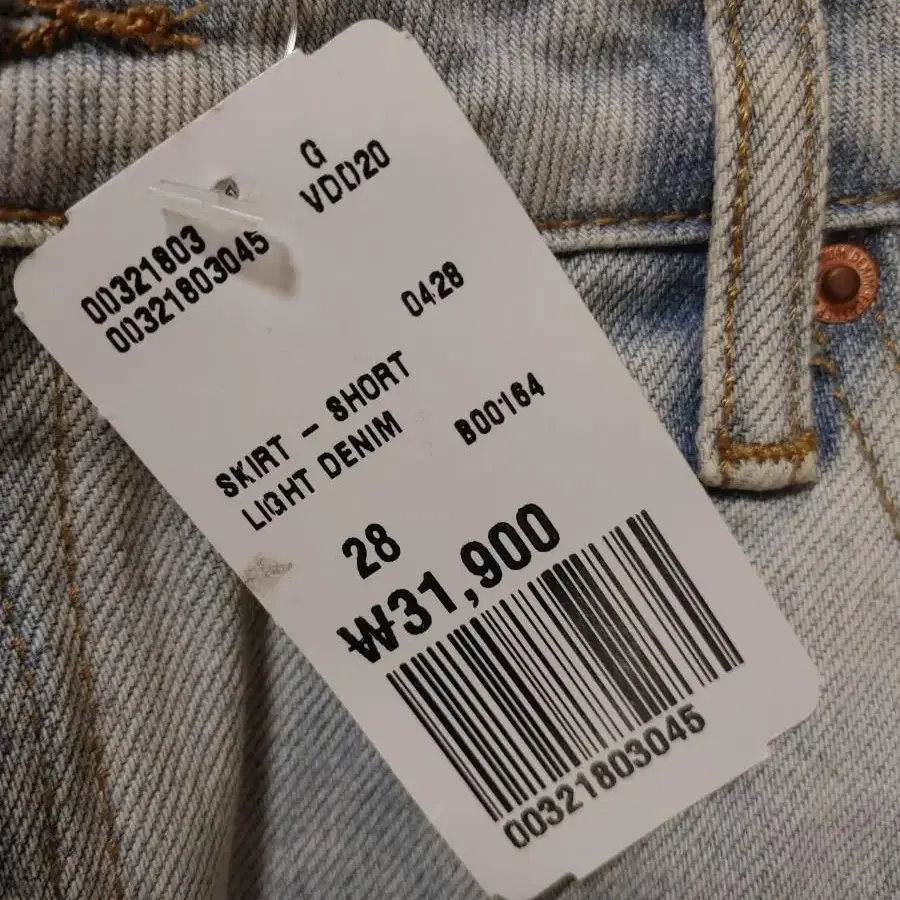 G
VDD20
00321803
00321803045
0428
SKIRT - SHORT
LIGHT DENIM
B00164
28
₩31,900
00321803045